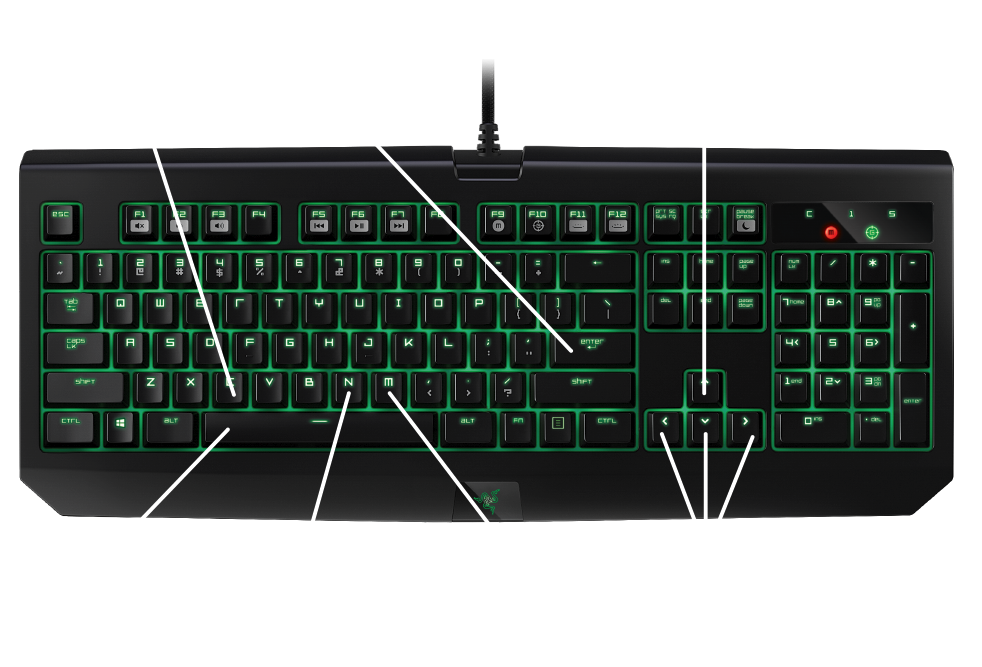 esc F1 F2 F3 F4 F5 F6 F7 F8 F9 F10 F11 F12 prt sc sys rq pause break C 1 S
M
` 1 2 3 4 5 6 7 8 9 0 - = ← ins home page up num lk / * -
~ ! @ # $ % ^ & * ( )
tab Q W E R T Y U I O P [ ] \ del end page down 7 home 8 9 pg up +
{ } |
caps lk A S D F G H J K L ; ' enter 4 5 6
: "
shift Z X C V B N M , . / shift 1 end 2 3 pg dn enter
< > ?
ctrl alt alt fn ctrl 0 ins . del